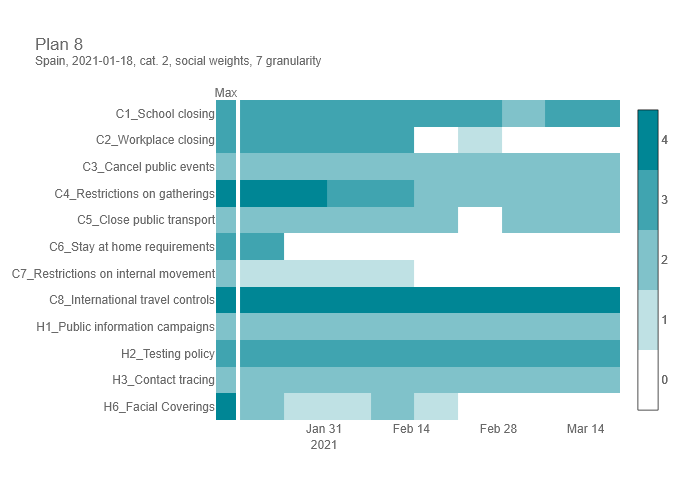 Plan 8
Spain, 2021-01-18, cat. 2, social weights, 7 granularity
Max
C1_School closing
C2_Workplace closing
C3_Cancel public events
C4_Restrictions on gatherings
C5_Close public transport
C6_Stay at home requirements
C7_Restrictions on internal movement
C8_International travel controls
H1_Public information campaigns
H2_Testing policy
H3_Contact tracing
H6_Facial Coverings
Jan 31 Feb 14 Feb 28 Mar 14
2021
4
3
2
1
0